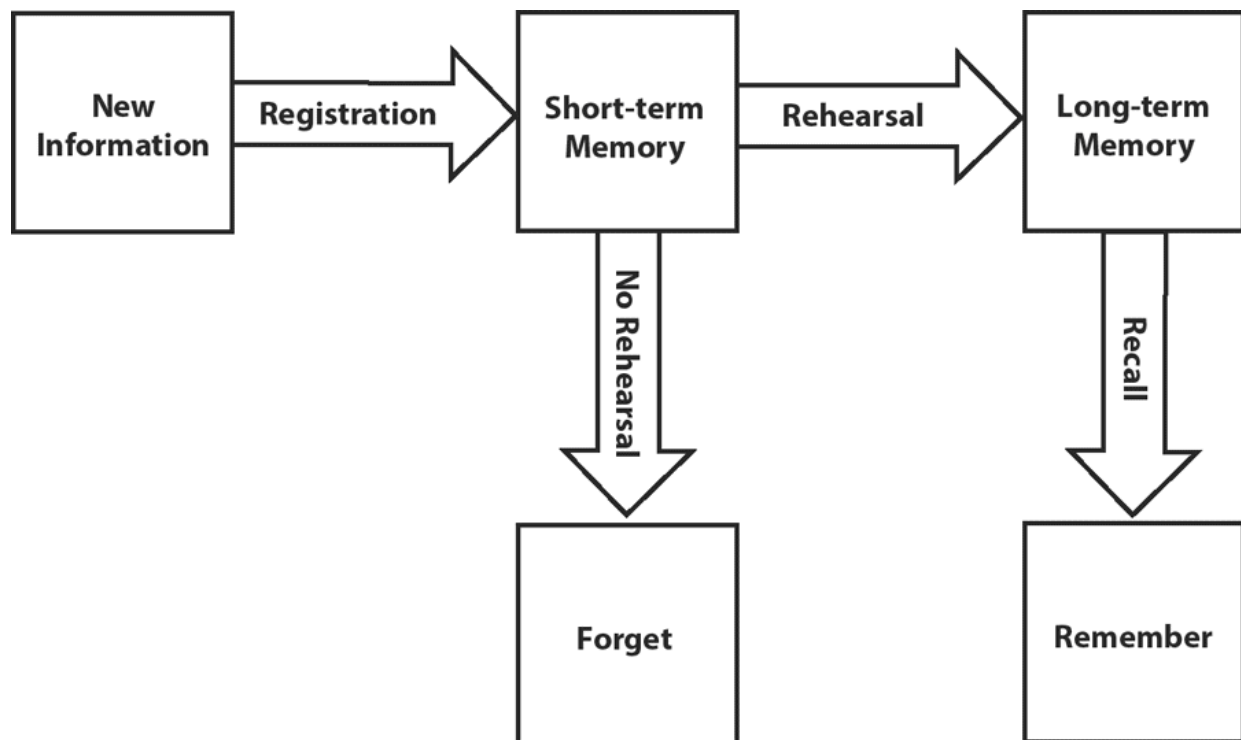 New
Information
Registration
Short-term
Memory
Rehearsal
Long-term
Memory
No Rehearsal
Recall
Forget
Remember